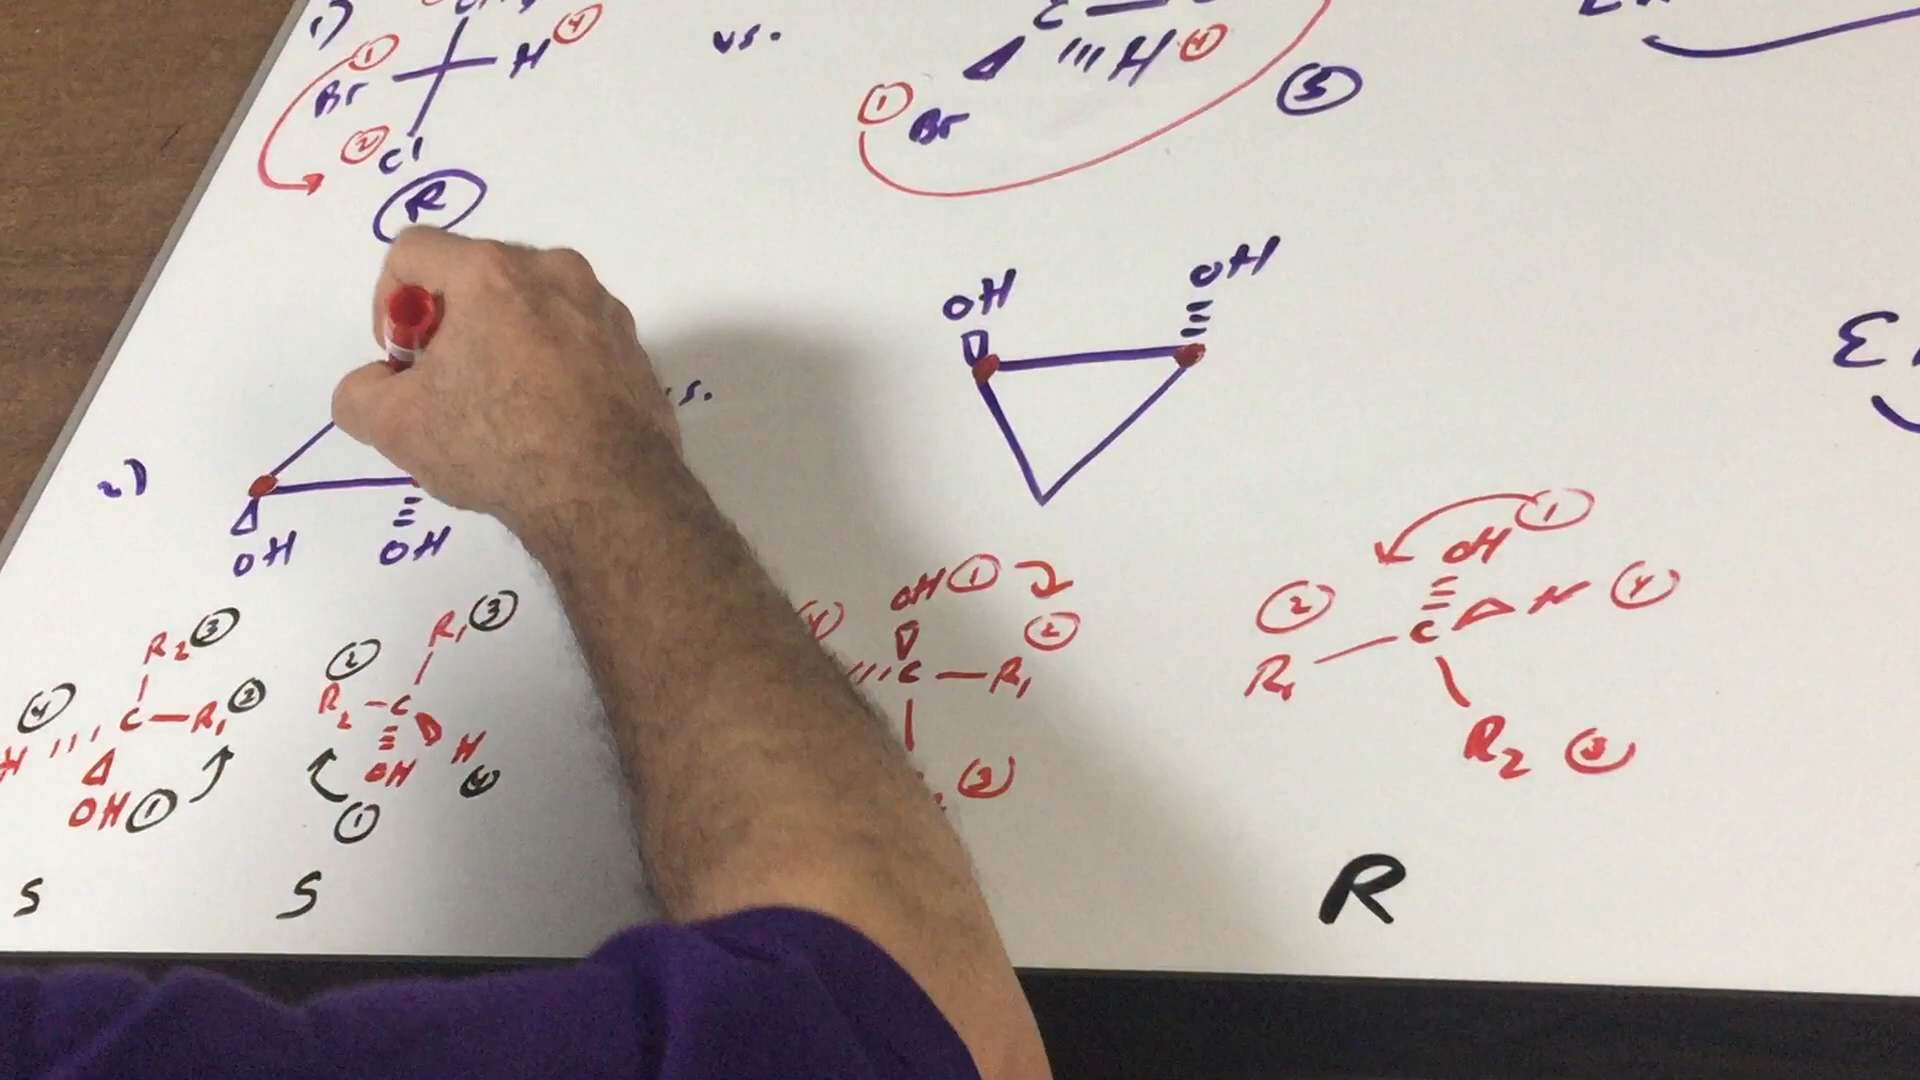 1)
① Br H ④
② Cl
R
vs.
C
H ④
① Br
S
2)
OH OH
s.
OH OH
R2 ③
④ H C R1 ②
OH ①
② R1 ③
R2 C
OH H ④
①
S S
OH ①
② 
C R1
③
OH ①
② C H ④
R1
R2 ③
R